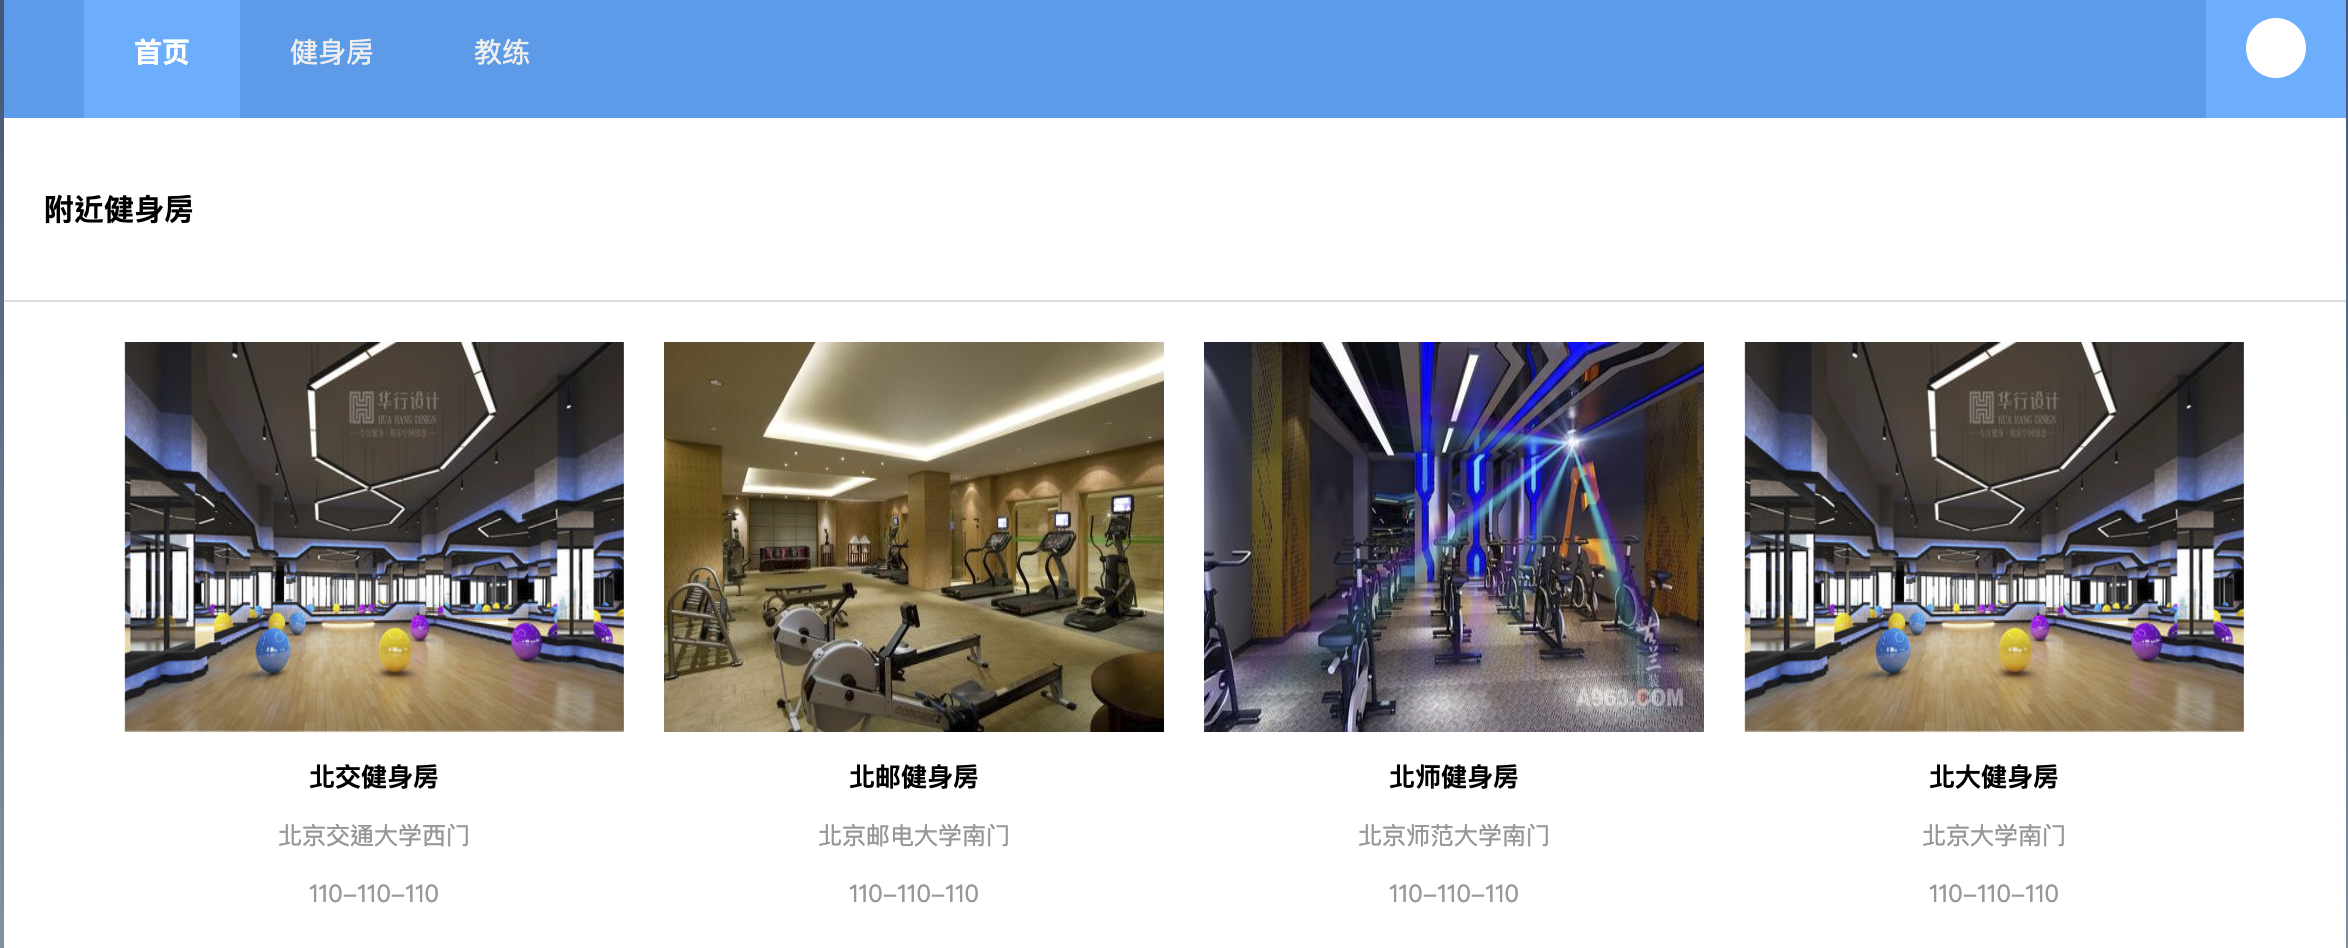 首页
健身房
教练
附近健身房
华行设计
HUA HANG DESIGN
A963.COM
华行设计
HUA HANG DESIGN
北交健身房
北邮健身房
北师健身房
北大健身房
北京交通大学西门
北京邮电大学南门
北京师范大学南门
北京大学南门
110-110-110
110-110-110
110-110-110
110-110-110